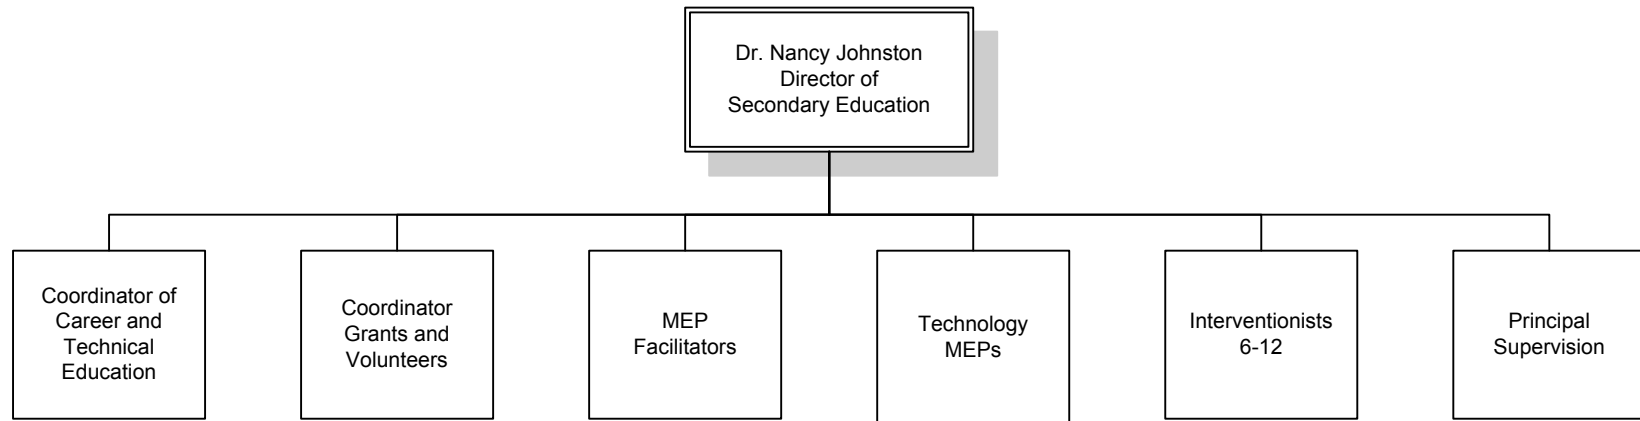 Dr. Nancy Johnston
Director of
Secondary Education
Coordinator of
Career and
Technical
Education
Coordinator
Grants and
Volunteers
MEP
Facilitators
Technology
MEPs
Interventionists
6-12
Principal
Supervision